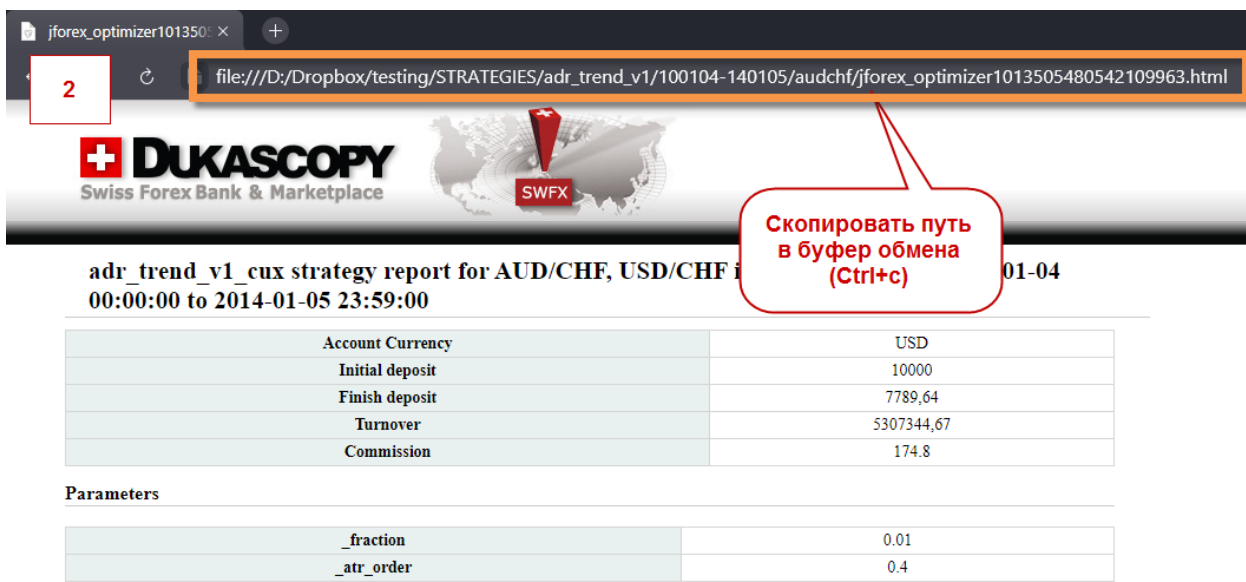 jforex_optimizer101350
2
file:///D:/Dropbox/testing/STRATEGIES/adr_trend_v1/100104-140105/audchf/jforex_optimizer1013505480542109963.html
DUKASCOPY
Swiss Forex Bank & Marketplace
SWFX
Скопировать путь
в буфер обмена
(Ctrl+c)
adr_trend_v1_cux strategy report for AUD/CHF, USD/CHF i 01-04
00:00:00 to 2014-01-05 23:59:00
Account Currency USD
Initial deposit 10000
Finish deposit 7789,64
Turnover 5307344,67
Commission 174.8
Parameters
_fraction 0.01
_atr_order 0.4